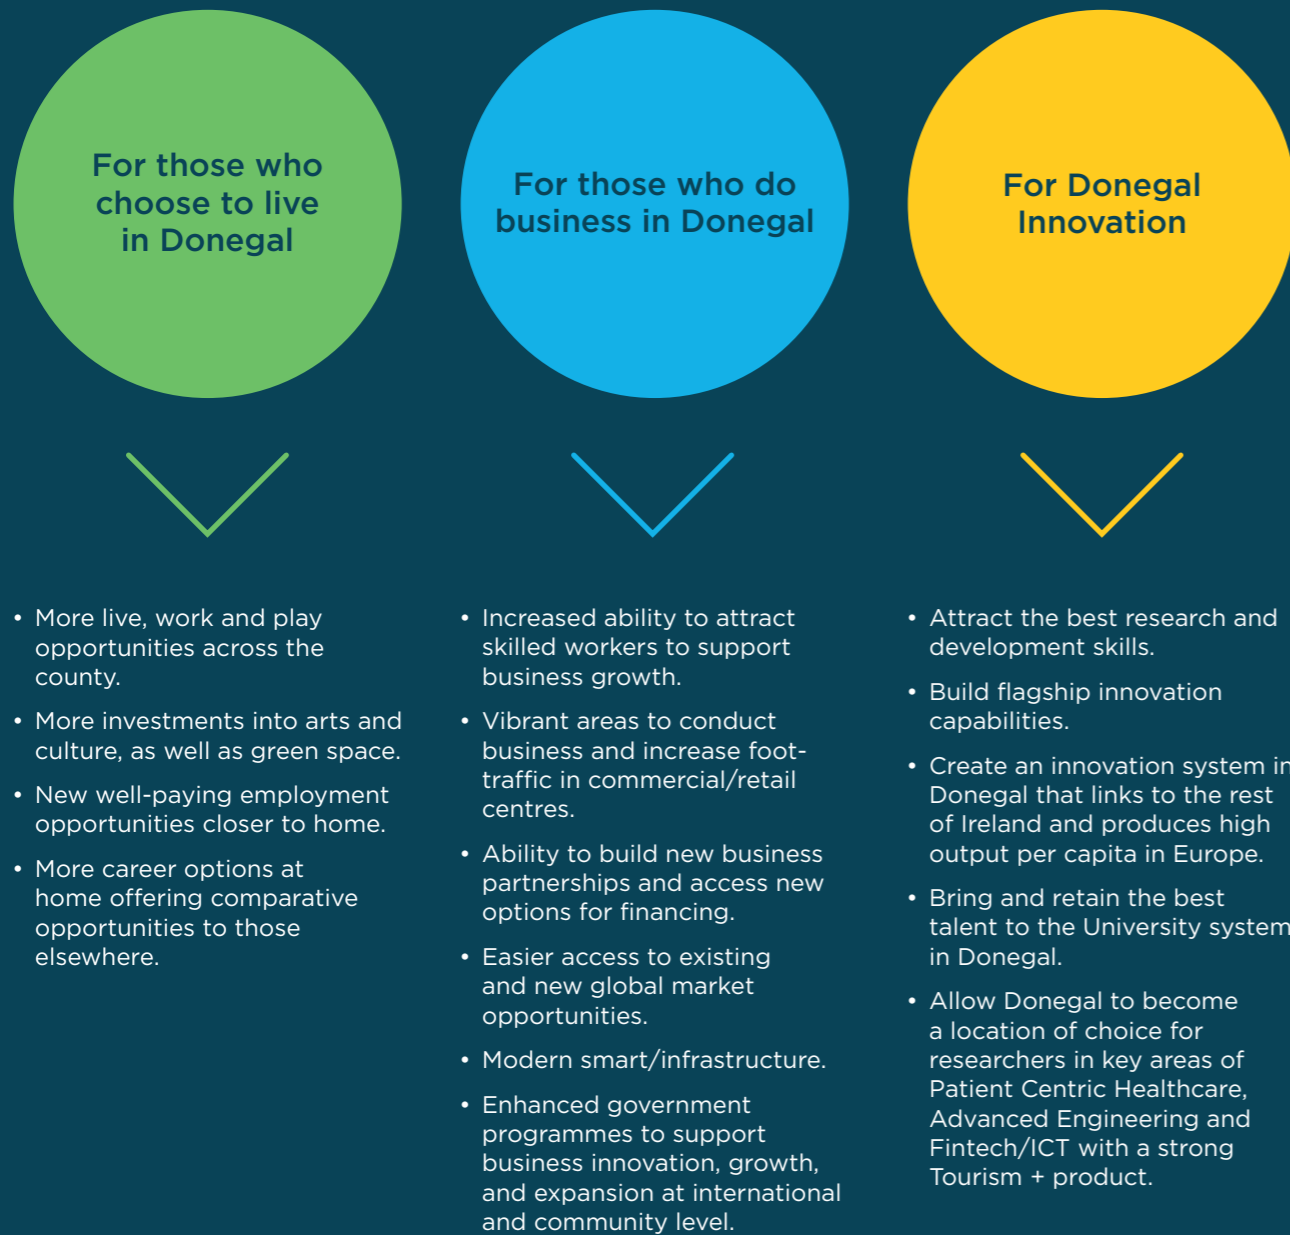 For those who
choose to live
in Donegal
• More live, work and play
opportunities across the
county.
• More investments into arts and
culture, as well as green space.
• New well-paying employment
opportunities closer to home.
• More career options at
home offering comparative
opportunities to those
elsewhere.
For those who do
business in Donegal
• Increased ability to attract
skilled workers to support
business growth.
• Vibrant areas to conduct
business and increase foot-
traffic in commercial/retail
centres.
• Ability to build new business
partnerships and access new
options for financing.
• Easier access to existing
and new global market
opportunities.
• Modern smart/infrastructure.
• Enhanced government
programmes to support
business innovation, growth,
and expansion at international
and community level.
For Donegal
Innovation
• Attract the best research and
development skills.
• Build flagship innovation
capabilities.
• Create an innovation system in
Donegal that links to the rest
of Ireland and produces high
output per capita in Europe.
• Bring and retain the best
talent to the University system
in Donegal.
• Allow Donegal to become
a location of choice for
researchers in key areas of
Patient Centric Healthcare,
Advanced Engineering and
Fintech/ICT with a strong
Tourism + product.